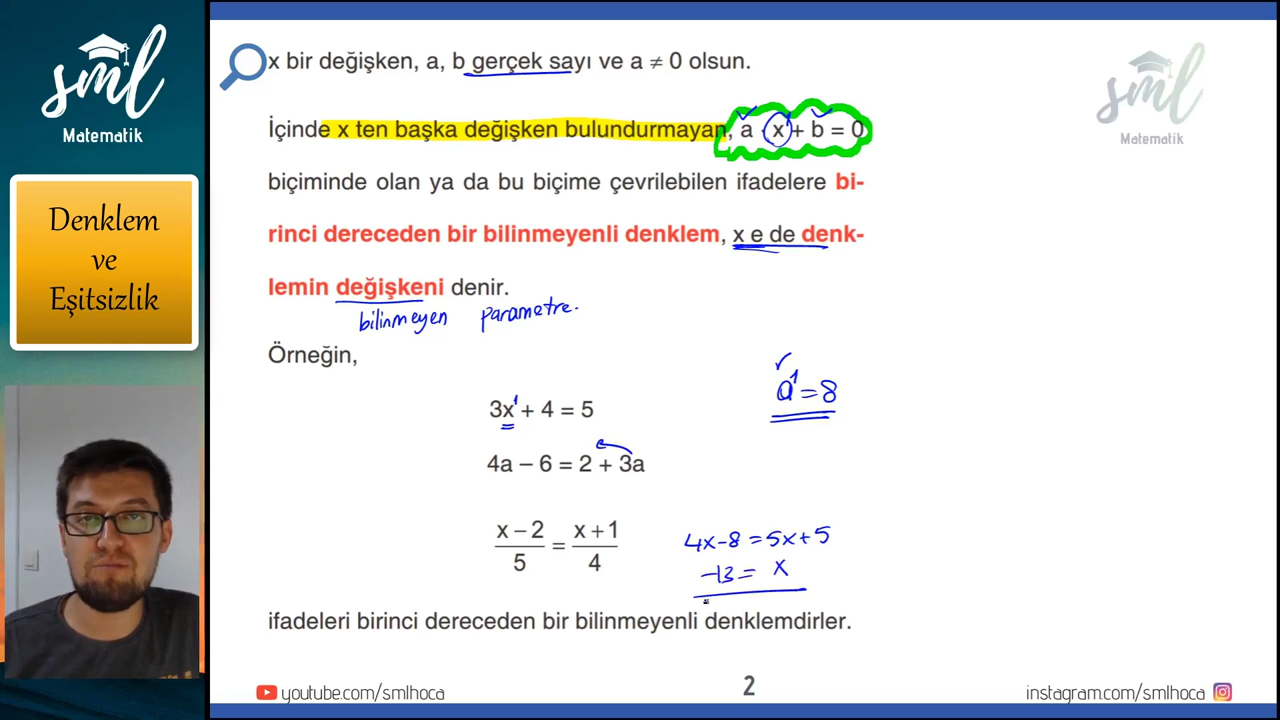 sml
Matematik
Denklem
ve
Eşitsizlik
x bir değişken, a, b gerçek sayı ve a ≠ 0 olsun.
sml
Matematik
İçinde x ten başka değişken bulundurmayan, a · x¹ + b = 0
biçiminde olan ya da bu biçime çevrilebilen ifadelere bi-
rinci dereceden bir bilinmeyenli denklem, x e de denk-
lemin değişkeni denir.
bilinmeyen parametre.
Örneğin,
a¹ = 8
3x¹ + 4 = 5
4a − 6 = 2 + 3a
x − 2 / 5 = x + 1 / 4
4x-8 = 5x+5
-13 = x
ifadeleri birinci dereceden bir bilinmeyenli denklemdirler.
youtube.com/smlhoca
2
instagram.com/smlhoca